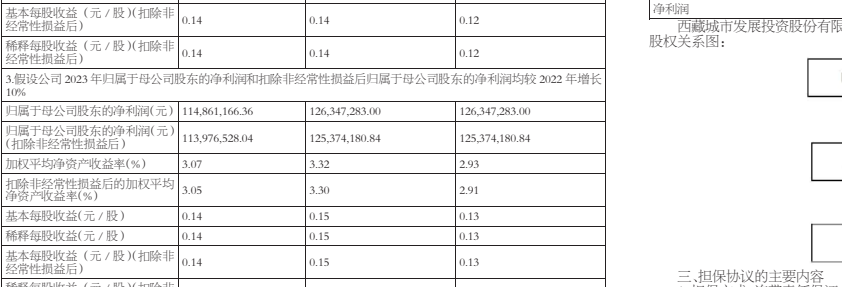 基本每股收益（元/股）(扣除非
经常性损益后) 0.14 0.14 0.12
稀释每股收益（元/股）(扣除非
经常性损益后) 0.14 0.14 0.12
3.假设公司 2023 年归属于母公司股东的净利润和扣除非经常性损益后归属于母公司股东的净利润均较 2022 年增长
10%
归属于母公司股东的净利润(元) 114,861,166.36 126,347,283.00 126,347,283.00
归属于母公司股东的净利润(元)
(扣除非经常性损益后) 113,976,528.04 125,374,180.84 125,374,180.84
加权平均净资产收益率(%) 3.07 3.32 2.93
扣除非经常性损益后的加权平均
净资产收益率(%) 3.05 3.30 2.91
基本每股收益(元/股) 0.14 0.15 0.13
稀释每股收益(元/股) 0.14 0.15 0.13
基本每股收益（元/股）(扣除非
经常性损益后) 0.14 0.15 0.13
稀释每股收益（元/股）(扣除非
净利润
西藏城市发展投资股份有限
股权关系图：
三、担保协议的主要内容